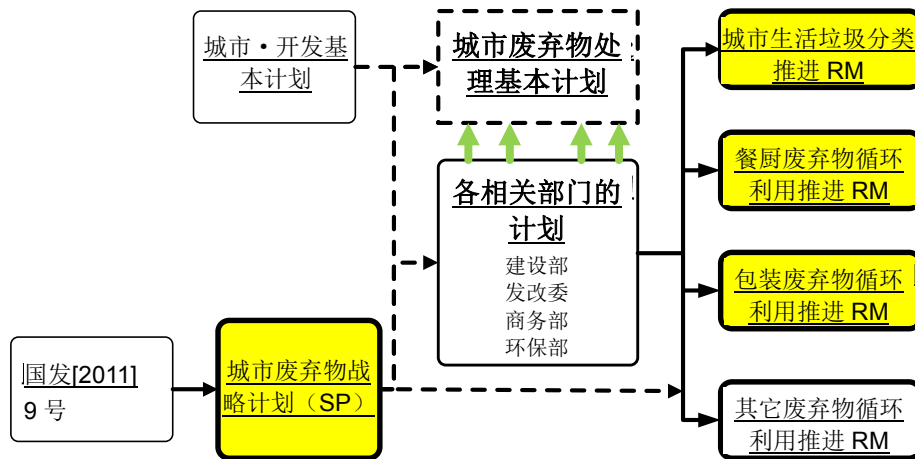 城市·开发基
本计划
城市废弃物处
理基本计划
各相关部门的
计划
建设部
发改委
商务部
环保部
国发[2011]
9 号
城市废弃物战
略计划（SP）
城市生活垃圾分类
推进 RM
餐厨废弃物循环
利用推进 RM
包装废弃物循环
利用推进 RM
其它废弃物循环
利用推进 RM